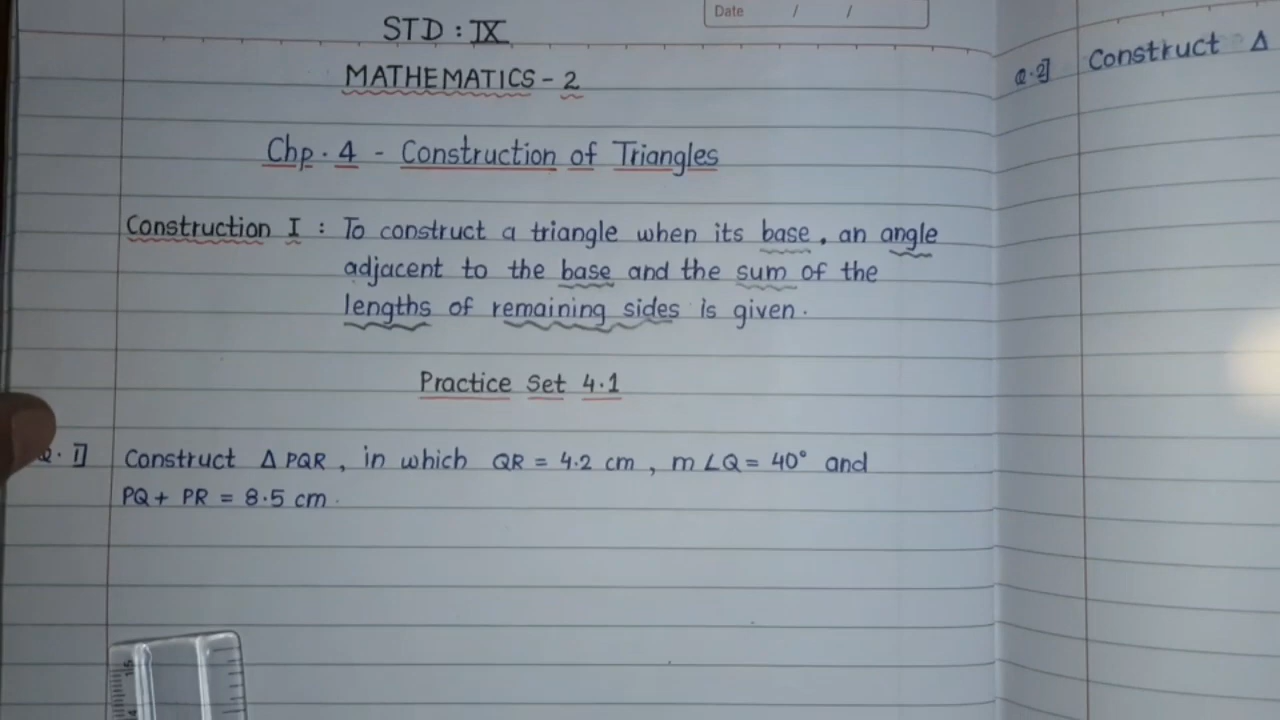 Date / /
STD : IX
MATHEMATICS - 2
Chp. 4 - Construction of Triangles
Construction I : To construct a triangle when its base, an angle
adjacent to the base and the sum of the
lengths of remaining sides is given.
Practice Set 4.1
Q. 1] Construct Δ PQR, in which QR = 4.2 cm, m∠Q = 40° and
PQ + PR = 8.5 cm.
Q.2] Construct Δ